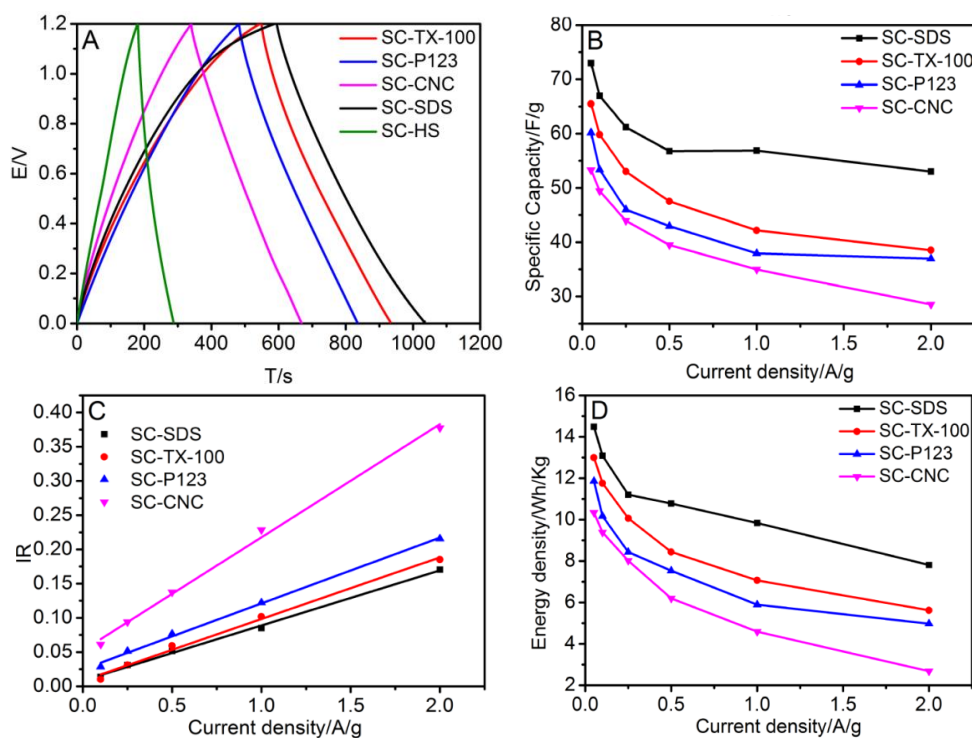 A
SC-TX-100
SC-P123
SC-CNC
SC-SDS
SC-HS
E/V
1.2
1.0
0.8
0.6
0.4
0.2
0.0
0 200 400 600 800 1000 1200
T/s
B
SC-SDS
SC-TX-100
SC-P123
SC-CNC
Specific Capacity/F/g
80
70
60
50
40
30
0.0 0.5 1.0 1.5 2.0
Current density/A/g
C
SC-SDS
SC-TX-100
SC-P123
SC-CNC
IR
0.40
0.35
0.30
0.25
0.20
0.15
0.10
0.05
0.00
0.0 0.5 1.0 1.5 2.0
Current density/A/g
D
SC-SDS
SC-TX-100
SC-P123
SC-CNC
Energy density/Wh/Kg
16
14
12
10
8
6
4
2
0.0 0.5 1.0 1.5 2.0
Current density/A/g